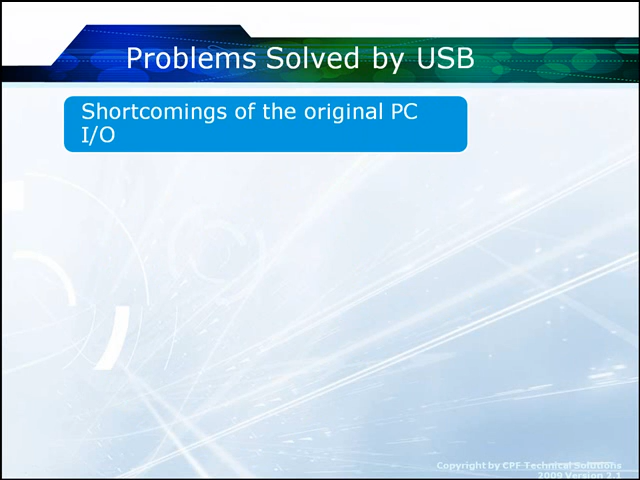 Problems Solved by USB
Shortcomings of the original PC
I/O
Copyright by CPF Technical Solutions
2009 Version 2.1